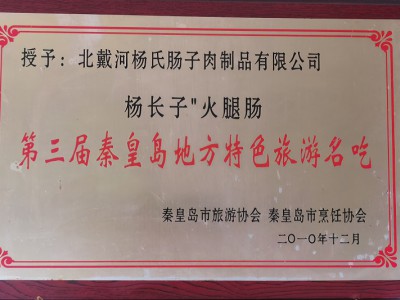 授予：北戴河杨氏肠子肉制品有限公司
杨长子"火腿肠
第三届秦皇岛地方特色旅游名吃
秦皇岛市旅游协会 秦皇岛市烹饪协会
二〇一〇年十二月